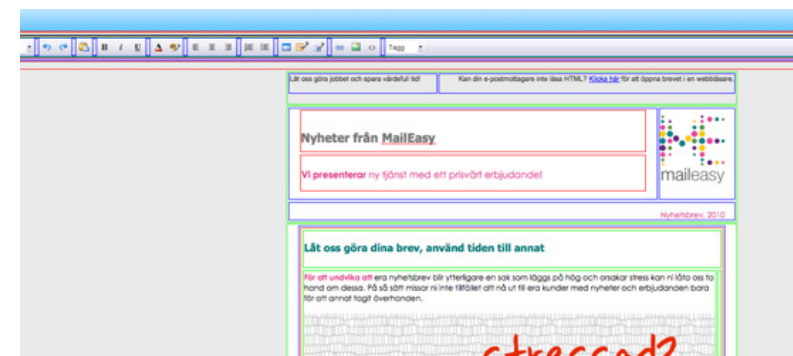 B I U A Tagg
Låt oss göra jobbet och spara värdefull tid! Kan din e-postmottagare inte läsa HTML? Klicka här för att öppna brevet i en webbläsare.
Nyheter från MailEasy
Vi presenterar ny tjänst med ett prisvärt erbjudande!
maileasy
Nyhetsbrev, 2010
Låt oss göra dina brev, använd tiden till annat
För att undvika att era nyhetsbrev blir ytterligare en sak som läggs på hög och orsakar stress kan ni låta oss ta
hand om dessa. På så sätt missar ni inte tillfället att nå ut till era kunder med nyheter och erbjudanden bara
för att annat tagit överhanden.
stressad?